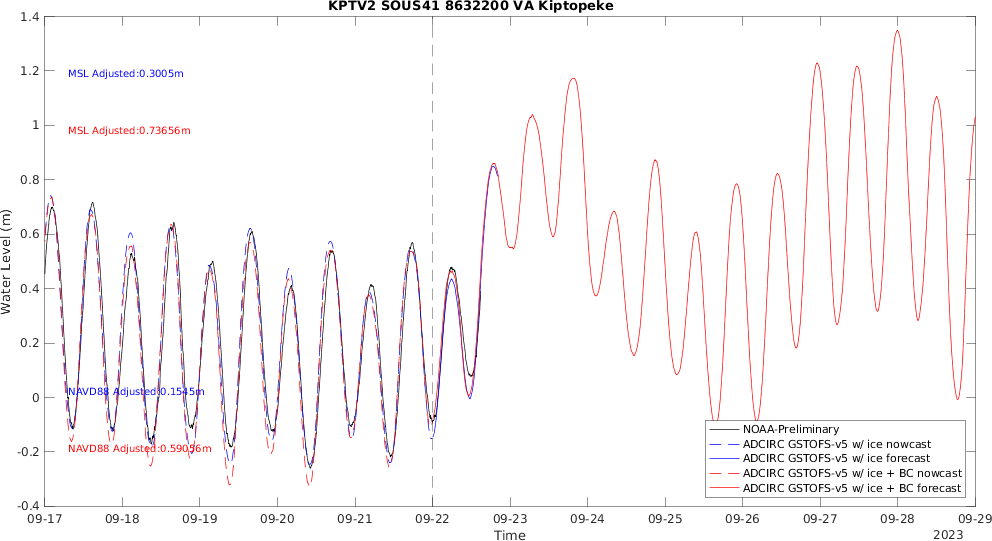 KPTV2 SOUS41 8632200 VA Kiptopeke
1.4
1.2
1
0.8
0.6
0.4
0.2
0
-0.2
-0.4
Water Level (m)
MSL Adjusted:0.3005m
MSL Adjusted:0.73656m
NAVD88 Adjusted:0.1545m
NAVD88 Adjusted:0.59056m
NOAA-Preliminary
ADCIRC GSTOFS-v5 w/ ice nowcast
ADCIRC GSTOFS-v5 w/ ice forecast
ADCIRC GSTOFS-v5 w/ ice + BC nowcast
ADCIRC GSTOFS-v5 w/ ice + BC forecast
09-17 09-18 09-19 09-20 09-21 09-22 09-23 09-24 09-25 09-26 09-27 09-28 09-29
Time
2023